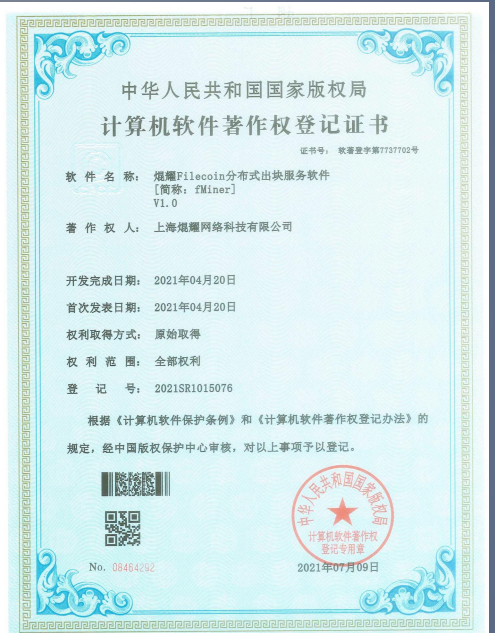 中华人民共和国国家版权局
计算机软件著作权登记证书
证书号： 软著登字第7737702号
软 件 名 称： 焜耀Filecoin分布式出块服务软件
[简称：fMiner]
V1.0
著 作 权 人： 上海焜耀网络科技有限公司
开发完成日期： 2021年04月20日
首次发表日期： 2021年04月20日
权利取得方式： 原始取得
权 利 范 围： 全部权利
登 记 号： 2021SR1015076
根据《计算机软件保护条例》和《计算机软件著作权登记办法》的
规定，经中国版权保护中心审核，对以上事项予以登记。
中华人民共和国国家版权局
计算机软件著作权
登记专用章
No. 08464292
2021年07月09日